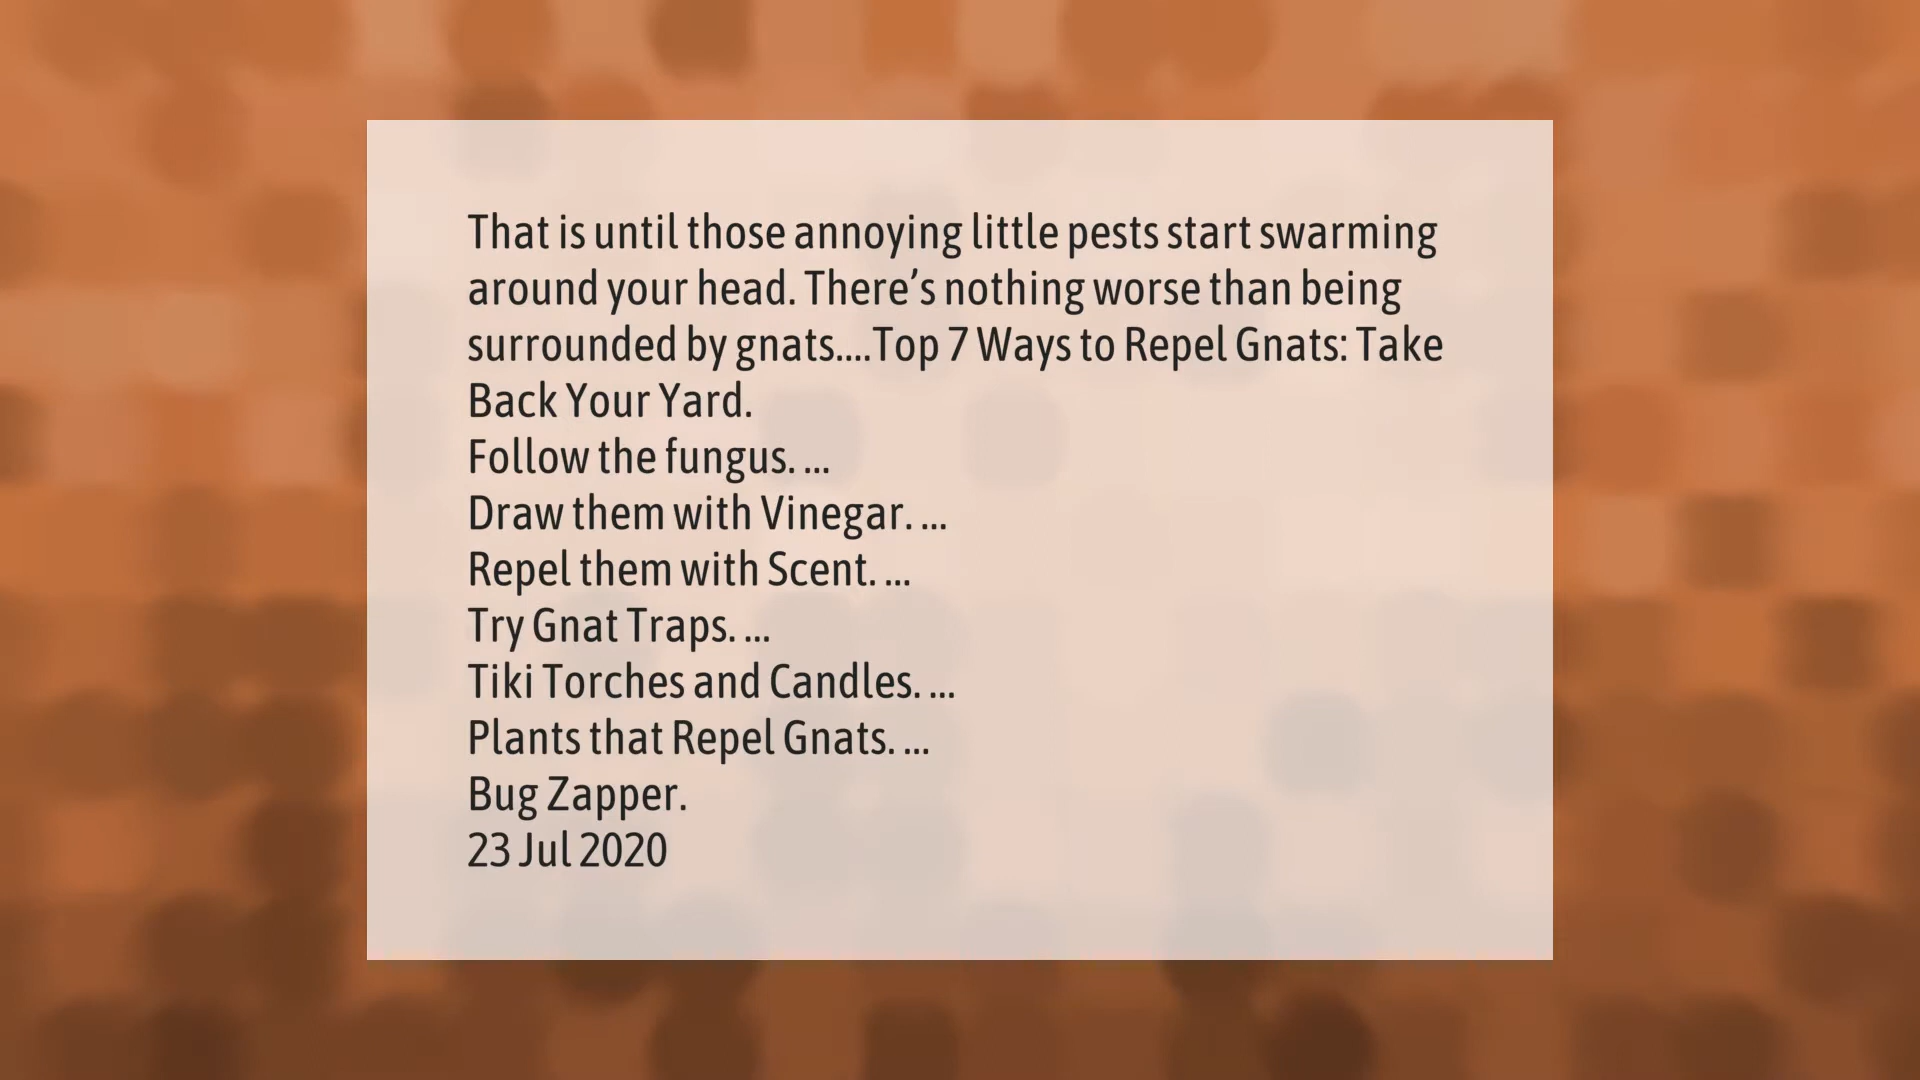 That is until those annoying little pests start swarming
around your head. There’s nothing worse than being
surrounded by gnats....Top 7 Ways to Repel Gnats: Take
Back Your Yard.
Follow the fungus. ...
Draw them with Vinegar. ...
Repel them with Scent. ...
Try Gnat Traps. ...
Tiki Torches and Candles. ...
Plants that Repel Gnats. ...
Bug Zapper.
23 Jul 2020